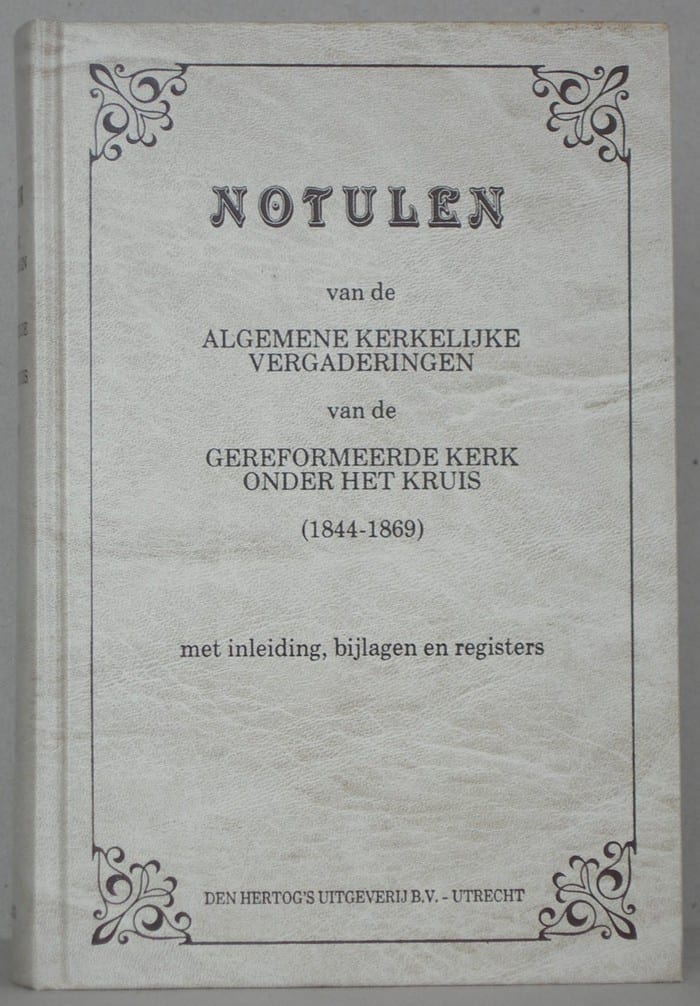 NOTULEN
van de
ALGEMENE KERKELIJKE
VERGADERINGEN
van de
GEREFORMEERDE KERK
ONDER HET KRUIS
(1844-1869)
met inleiding, bijlagen en registers
DEN HERTOG'S UITGEVERIJ B.V. - UTRECHT